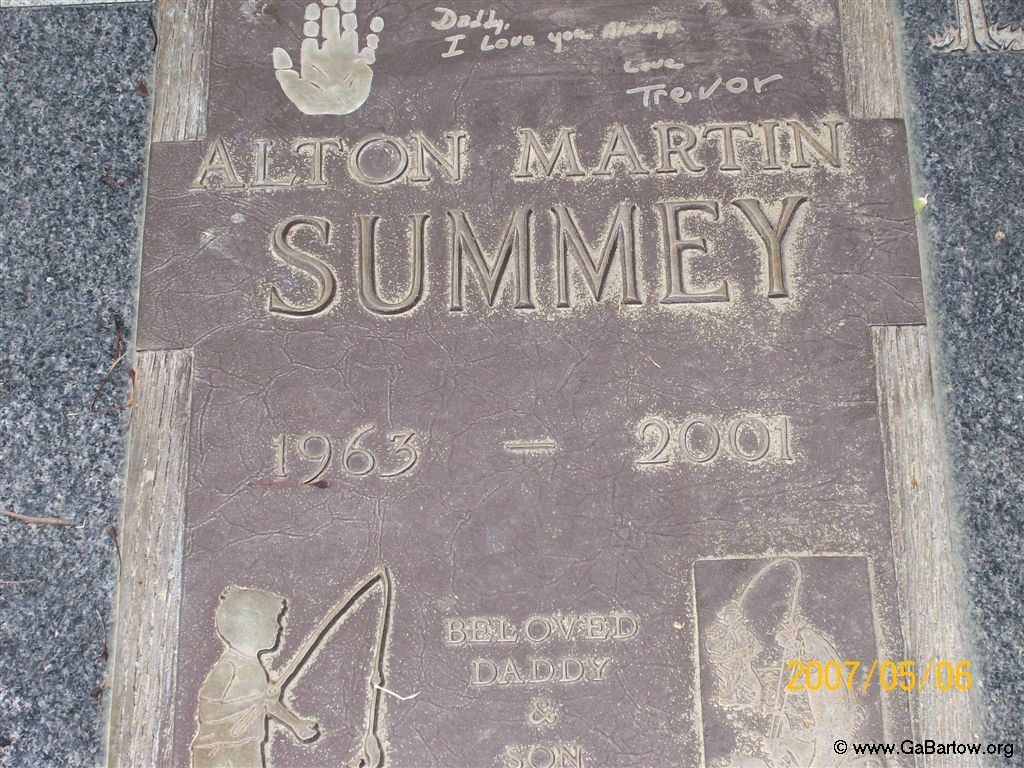 Daddy,
I Love you Always
Love
Trevor
ALTON MARTIN
SUMMEY
1963 – 2001
BELOVED
DADDY
&
SON
2007/05/06
© www.GaBartow.org